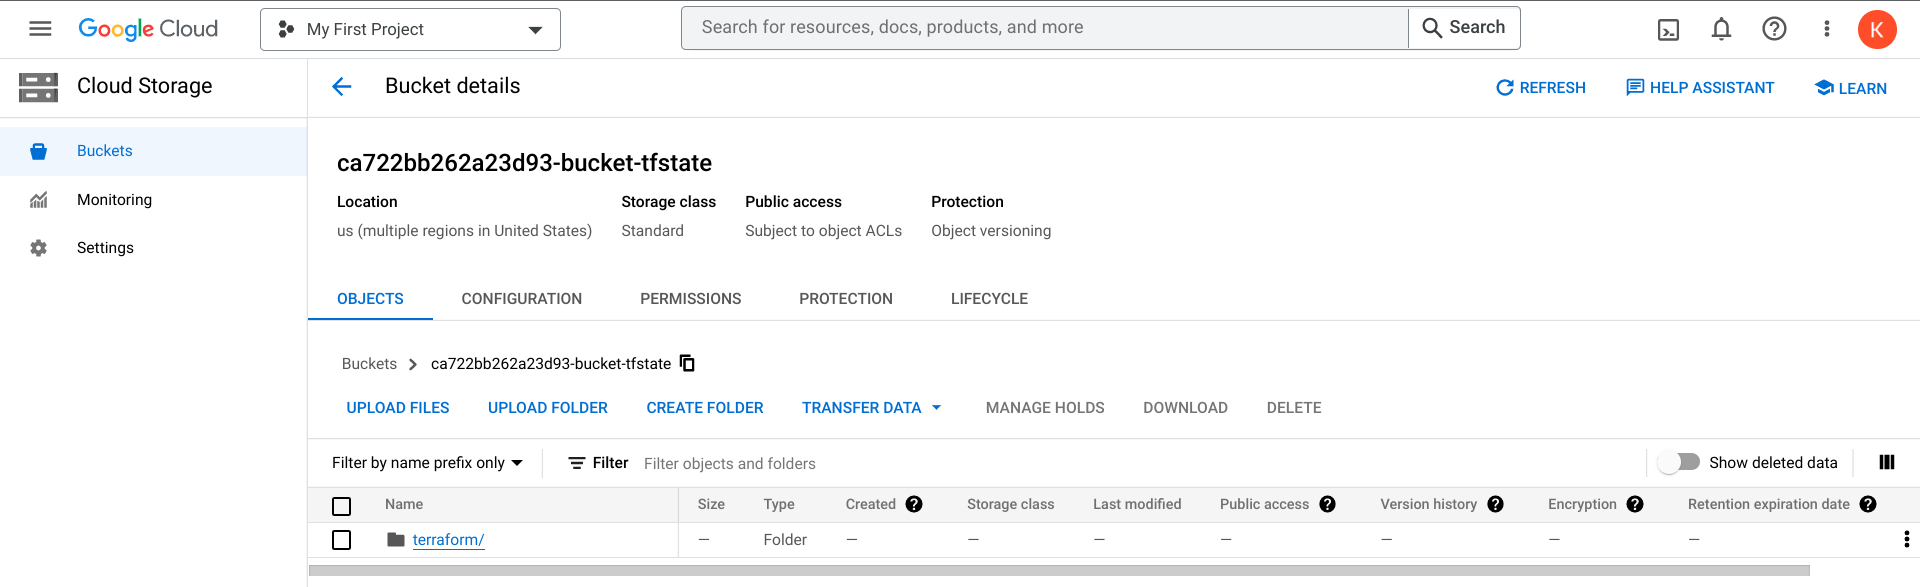 Google Cloud
My First Project
Search for resources, docs, products, and more
Search
K
Cloud Storage
Bucket details
REFRESH
HELP ASSISTANT
LEARN
Buckets
Monitoring
Settings
ca722bb262a23d93-bucket-tfstate
Location Storage class Public access Protection
us (multiple regions in United States) Standard Subject to object ACLs Object versioning
OBJECTS CONFIGURATION PERMISSIONS PROTECTION LIFECYCLE
Buckets > ca722bb262a23d93-bucket-tfstate
UPLOAD FILES UPLOAD FOLDER CREATE FOLDER TRANSFER DATA MANAGE HOLDS DOWNLOAD DELETE
Filter by name prefix only Filter Filter objects and folders Show deleted data
Name Size Type Created ? Storage class Last modified Public access ? Version history ? Encryption ? Retention expiration date ?
terraform/ — Folder — — — — — — —